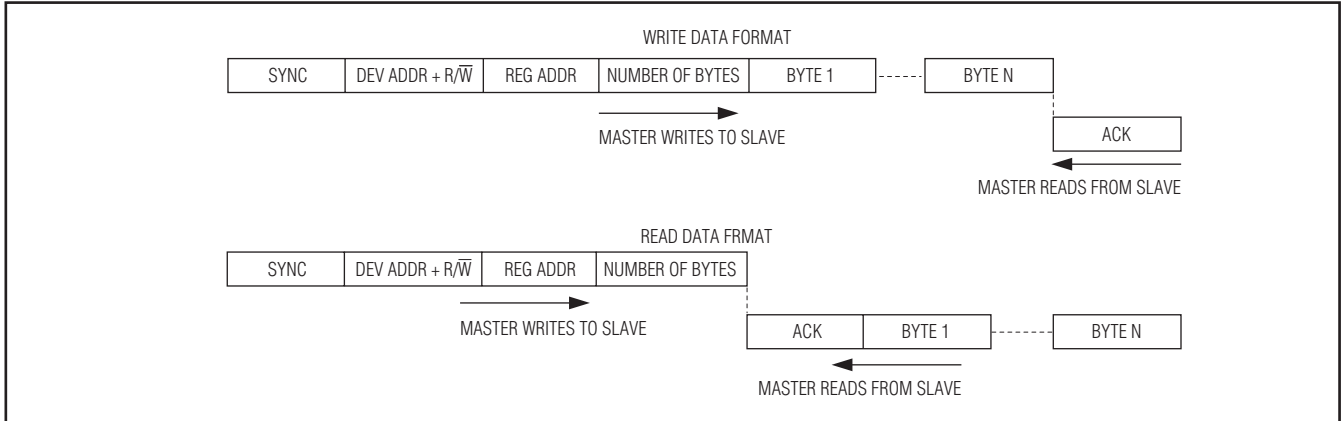 WRITE DATA FORMAT
SYNC DEV ADDR + R/W̅ REG ADDR NUMBER OF BYTES BYTE 1 BYTE N
MASTER WRITES TO SLAVE
ACK
MASTER READS FROM SLAVE
READ DATA FRMAT
SYNC DEV ADDR + R/W̅ REG ADDR NUMBER OF BYTES
MASTER WRITES TO SLAVE
ACK BYTE 1 BYTE N
MASTER READS FROM SLAVE